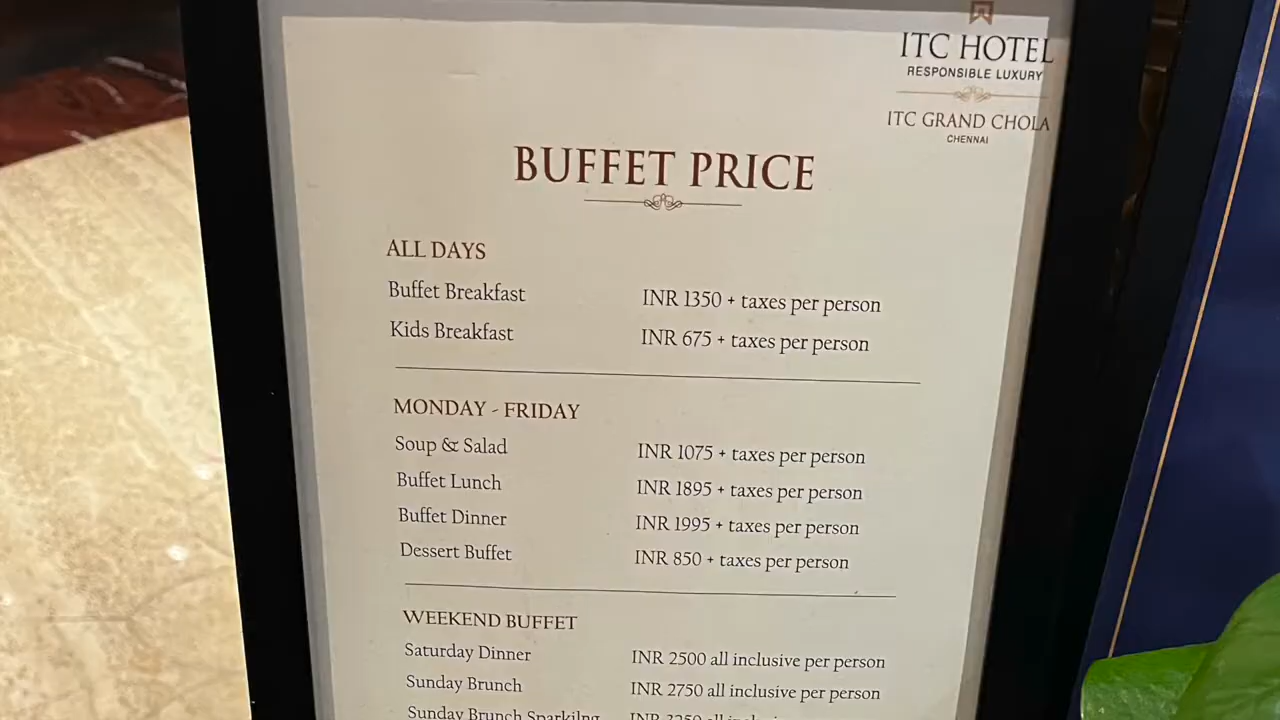 ITC HOTEL
RESPONSIBLE LUXURY
ITC GRAND CHOLA
CHENNAI
BUFFET PRICE
ALL DAYS
Buffet Breakfast INR 1350 + taxes per person
Kids Breakfast INR 675 + taxes per person
MONDAY - FRIDAY
Soup & Salad INR 1075 + taxes per person
Buffet Lunch INR 1895 + taxes per person
Buffet Dinner INR 1995 + taxes per person
Dessert Buffet INR 850 + taxes per person
WEEKEND BUFFET
Saturday Dinner INR 2500 all inclusive per person
Sunday Brunch INR 2750 all inclusive per person
Sunday Brunch Sparkilng